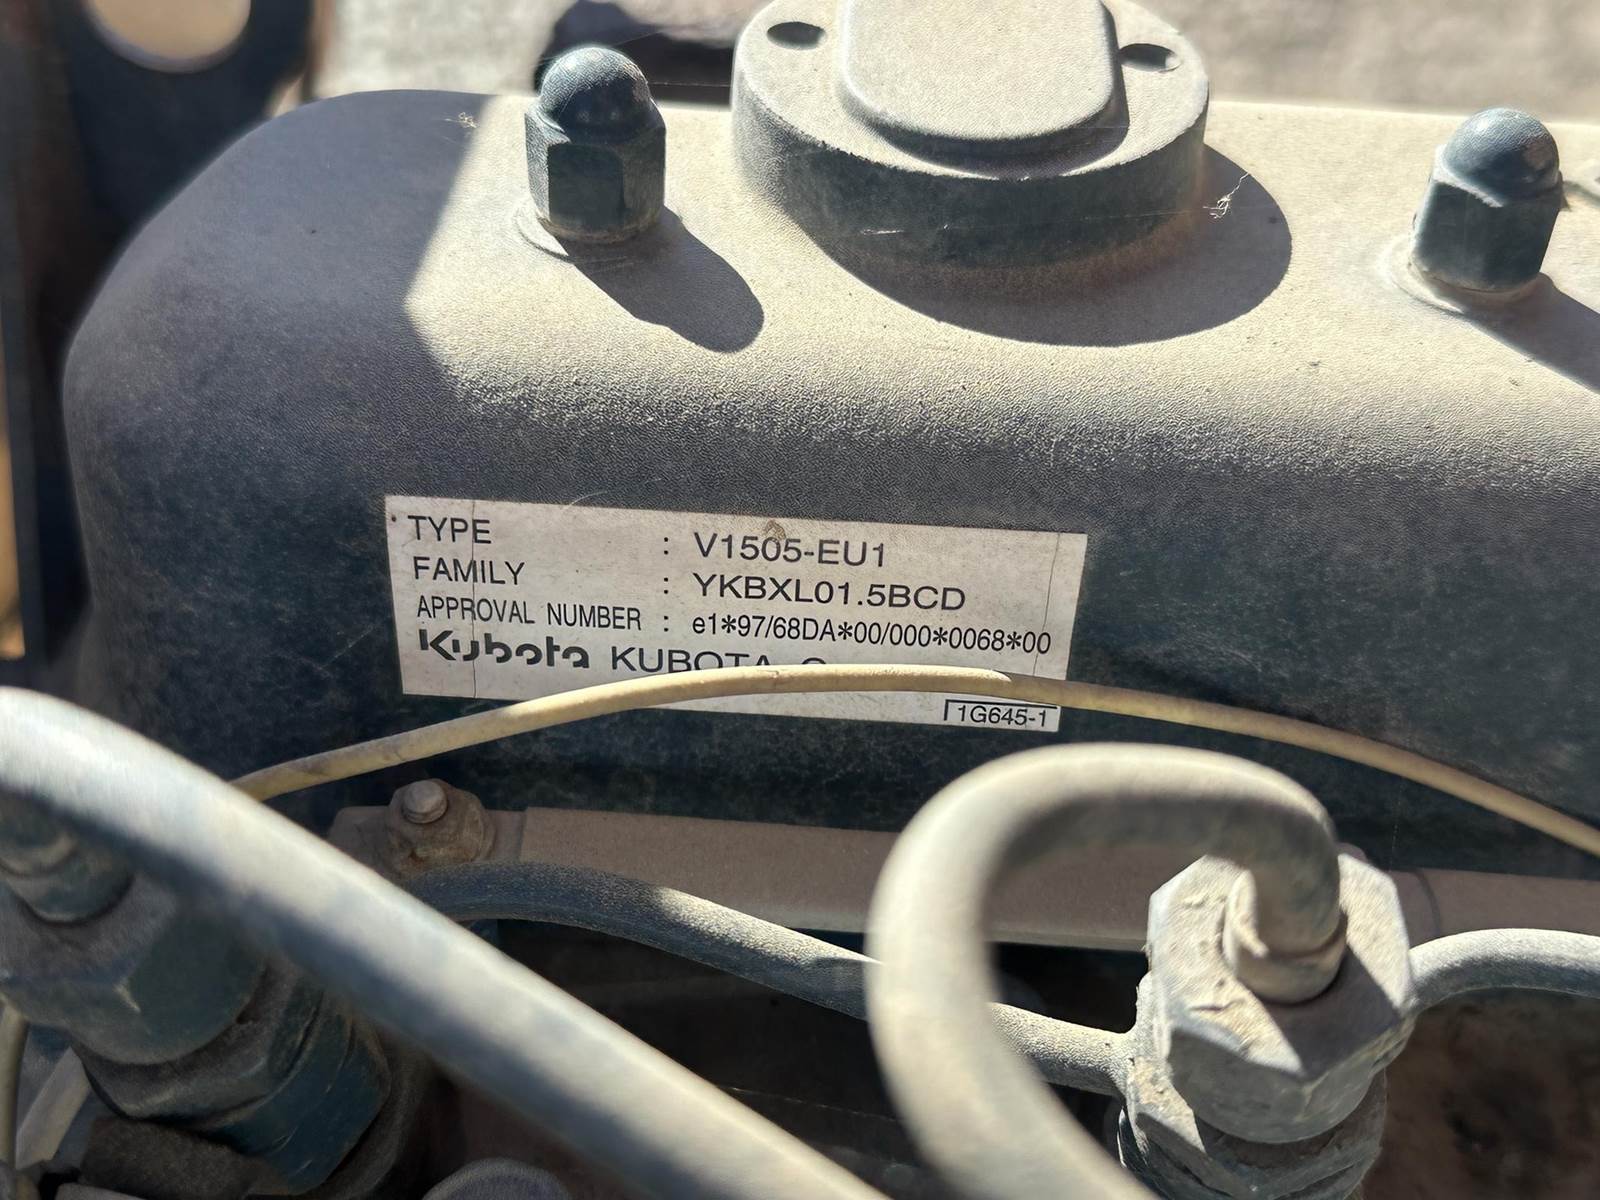 TYPE : V1505-EU1
FAMILY : YKBXL01.5BCD
APPROVAL NUMBER : e1*97/68DA*00/000*0068*00
Kubota KUBOTA
1G645-1